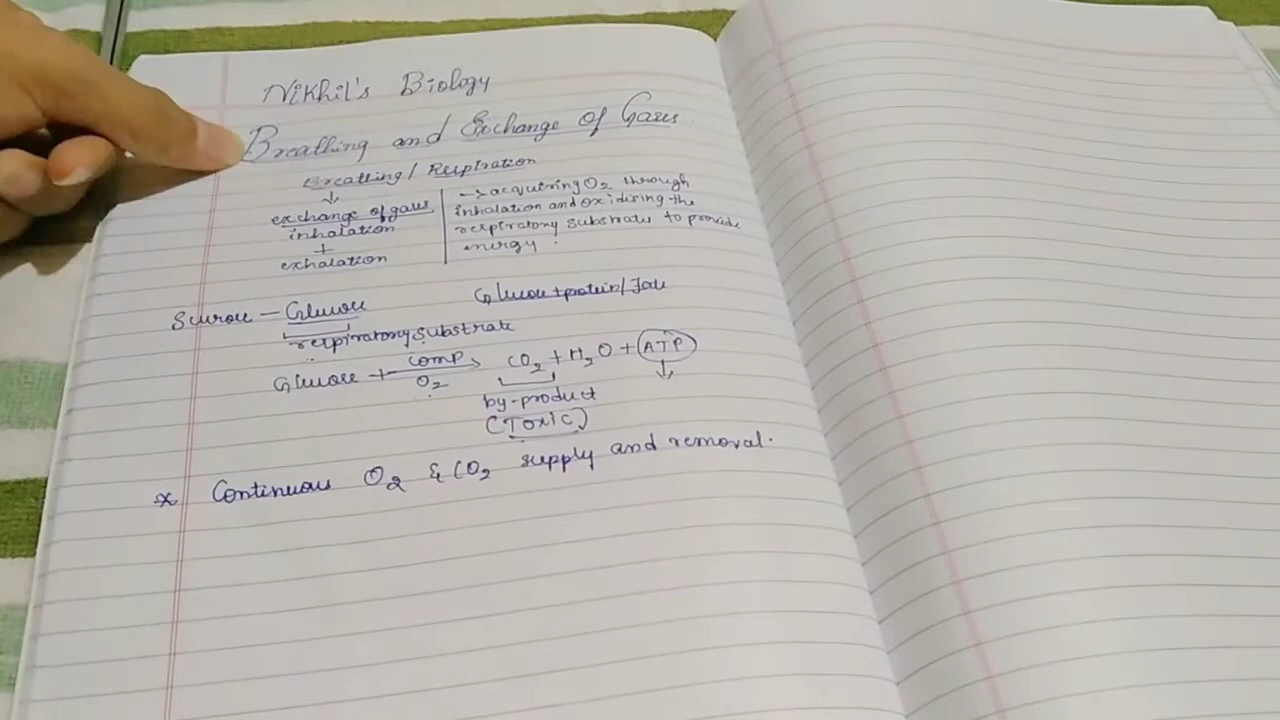 Nikhil's Biology
Breathing and Exchange Of Gases
Breathing/ Respiration
↓
exchange of gases
inhalation
+
exhalation
→ acquiring O2 through
inhalation and oxidising the
respiratory substrate to provide
energy.
Glucose + protein/Fats
Source - Glucose
respiratory substrate
Glucose + comp O2 → CO2 + H2O + ATP
↓
by-product
(Toxic)
* Continuous O2 & CO2 supply and removal.